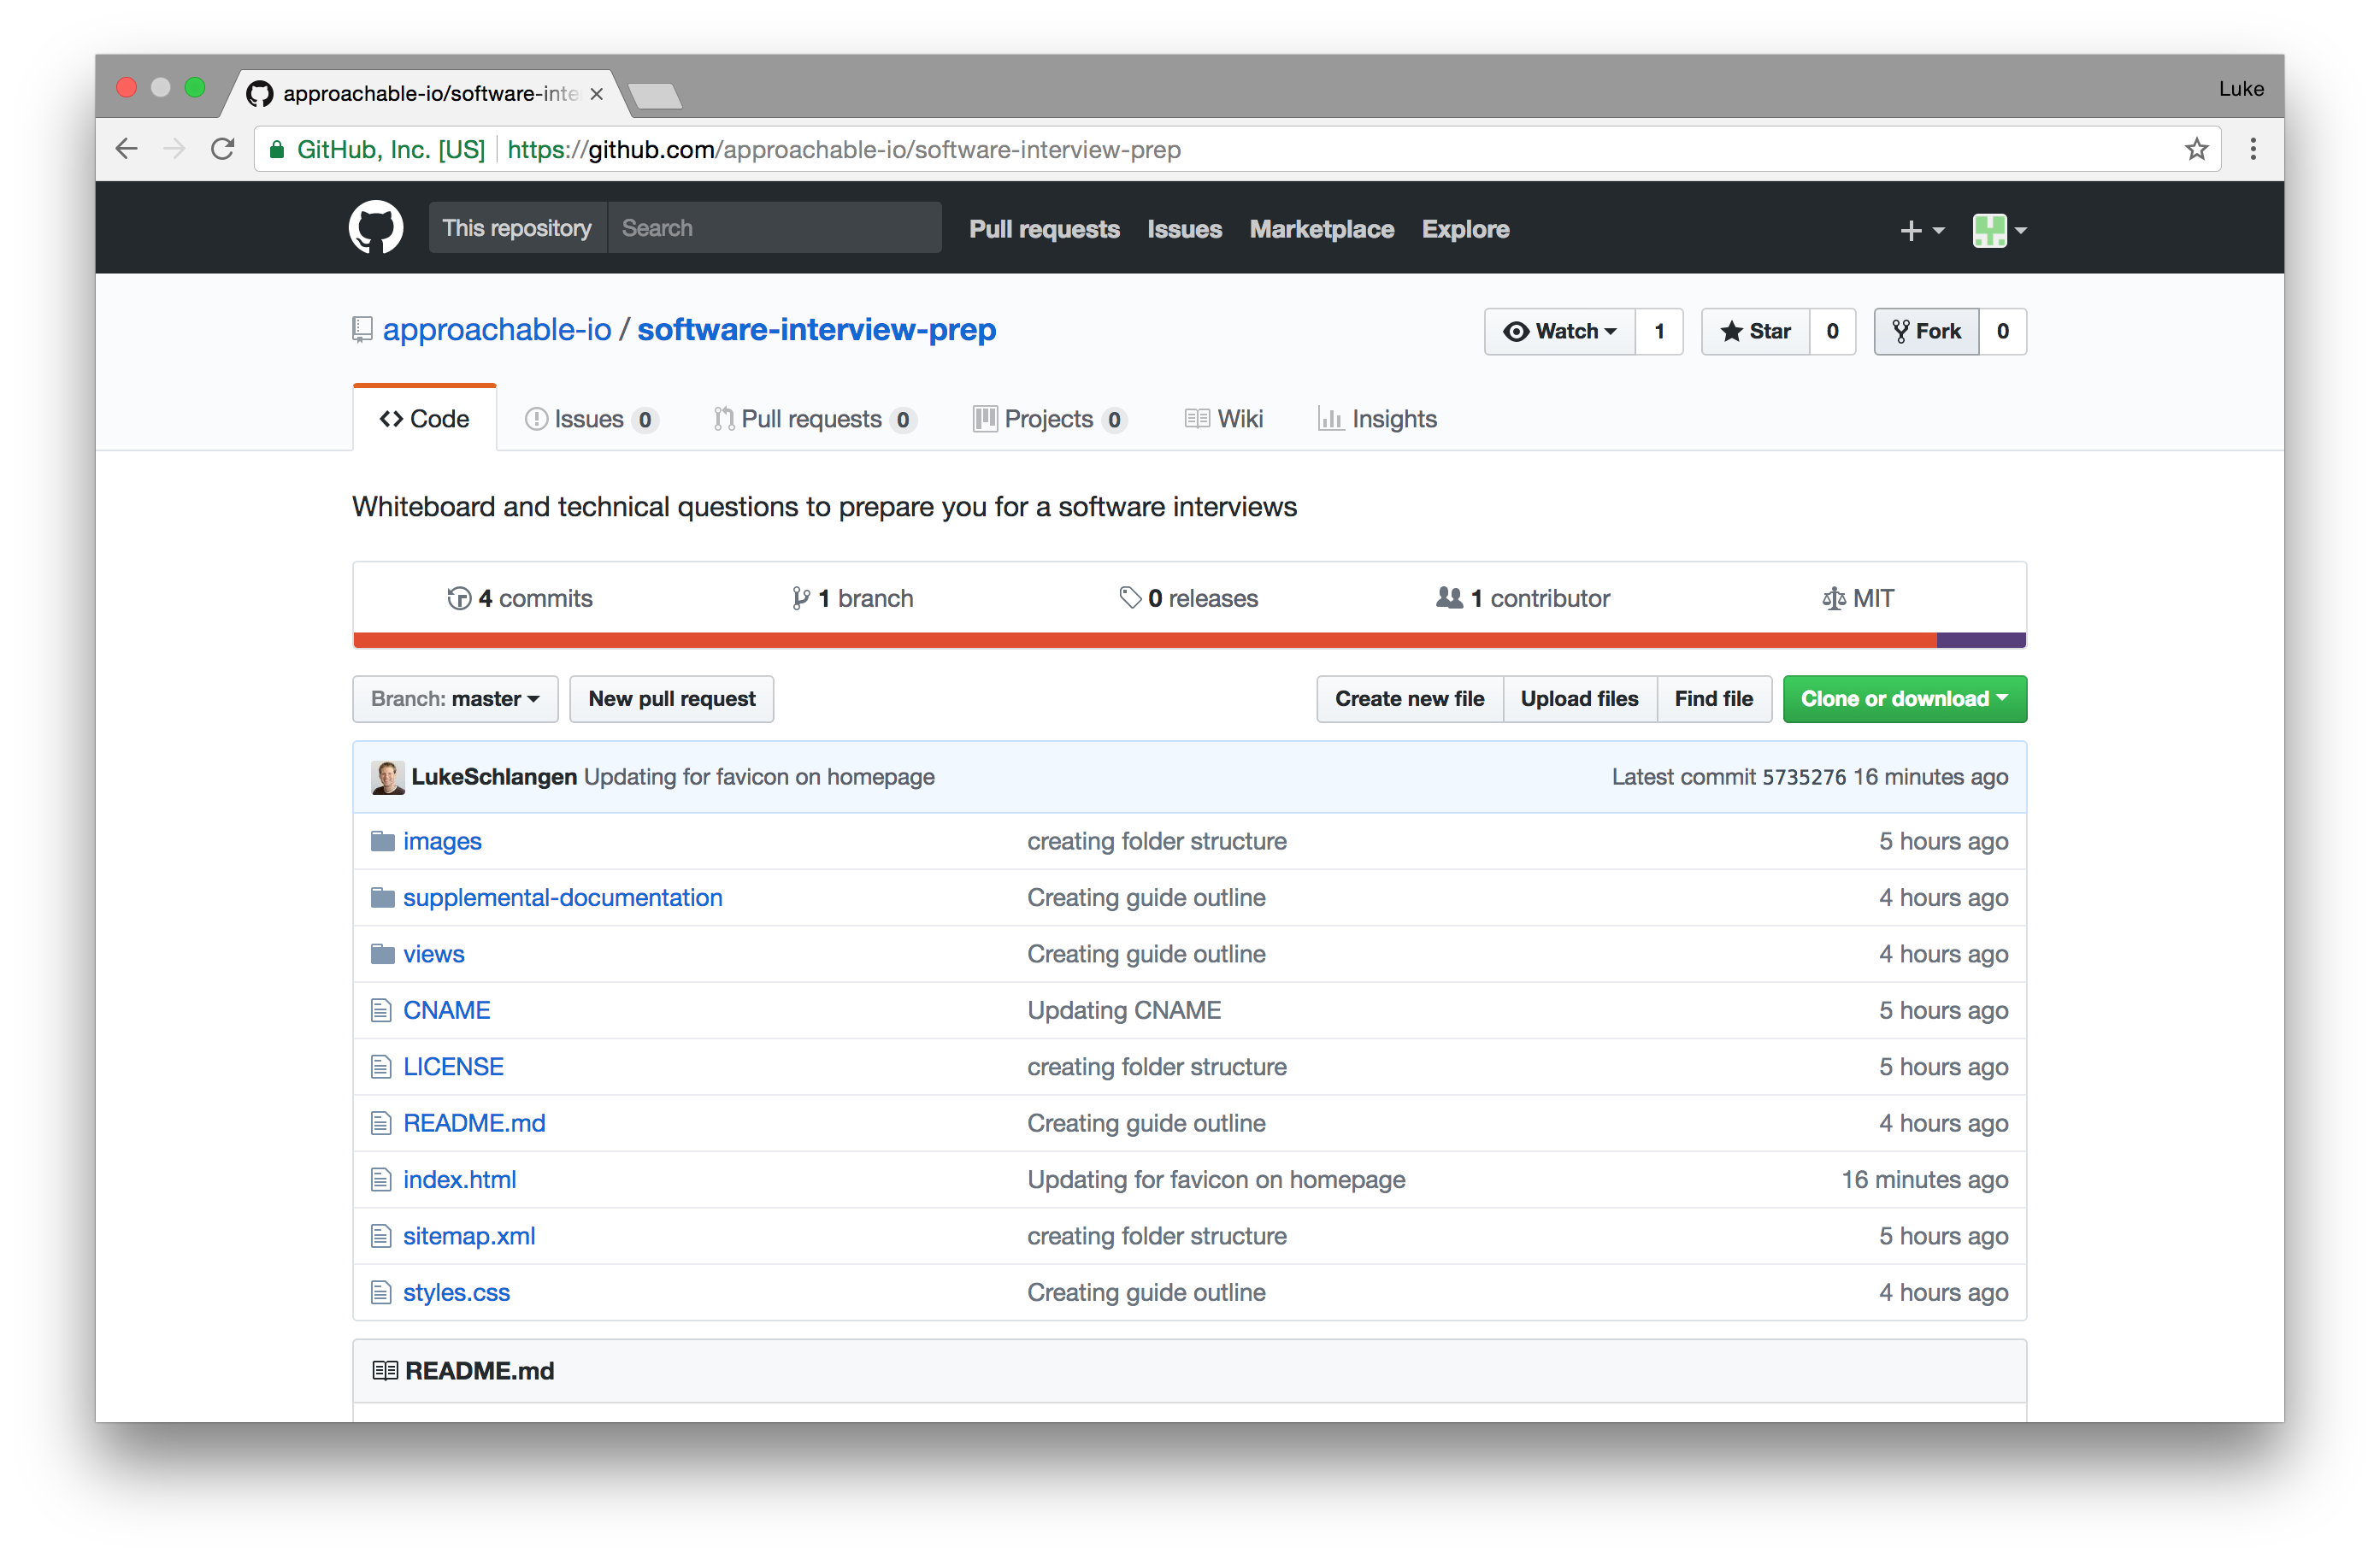 approachable-io/software-inte
Luke
GitHub, Inc. [US] https://github.com/approachable-io/software-interview-prep
This repository Search Pull requests Issues Marketplace Explore
approachable-io / software-interview-prep
Watch 1 Star 0 Fork 0
Code Issues 0 Pull requests 0 Projects 0 Wiki Insights
Whiteboard and technical questions to prepare you for a software interviews
4 commits 1 branch 0 releases 1 contributor MIT
Branch: master New pull request Create new file Upload files Find file Clone or download
LukeSchlangen Updating for favicon on homepage Latest commit 5735276 16 minutes ago
images creating folder structure 5 hours ago
supplemental-documentation Creating guide outline 4 hours ago
views Creating guide outline 4 hours ago
CNAME Updating CNAME 5 hours ago
LICENSE creating folder structure 5 hours ago
README.md Creating guide outline 4 hours ago
index.html Updating for favicon on homepage 16 minutes ago
sitemap.xml creating folder structure 5 hours ago
styles.css Creating guide outline 4 hours ago
README.md